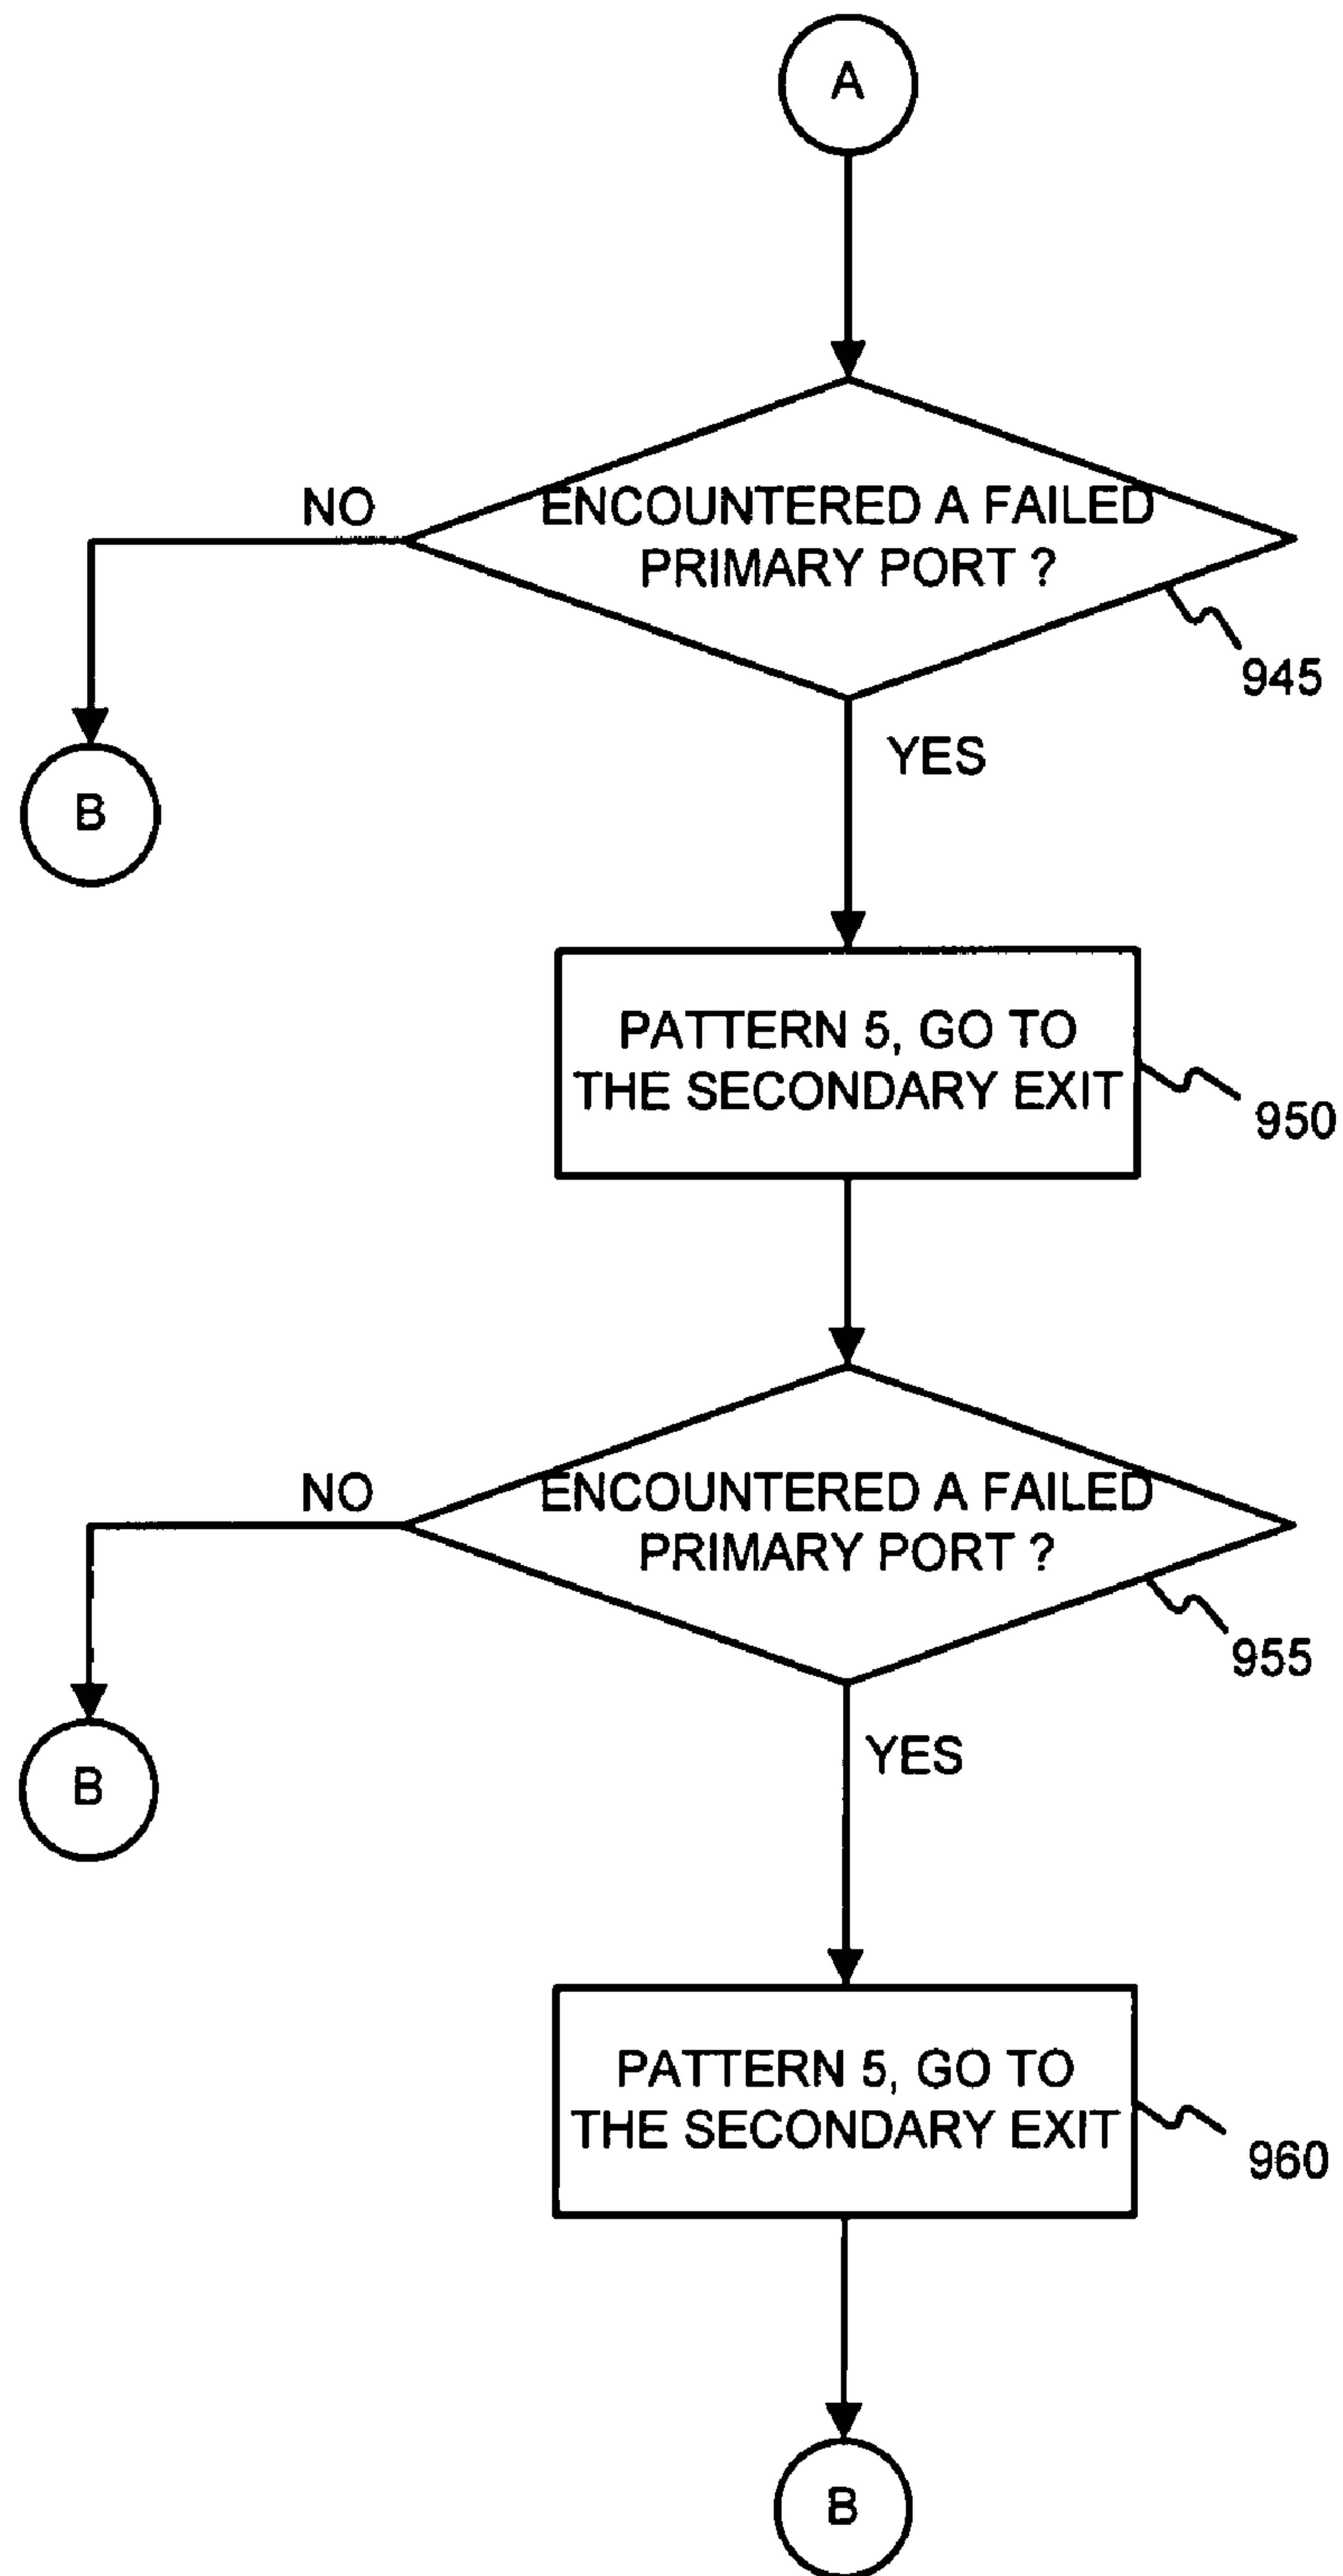 A
NO
ENCOUNTERED A FAILED
PRIMARY PORT ?
945
YES
B
PATTERN 5, GO TO
THE SECONDARY EXIT
950
NO
ENCOUNTERED A FAILED
PRIMARY PORT ?
955
YES
B
PATTERN 5, GO TO
THE SECONDARY EXIT
960
B